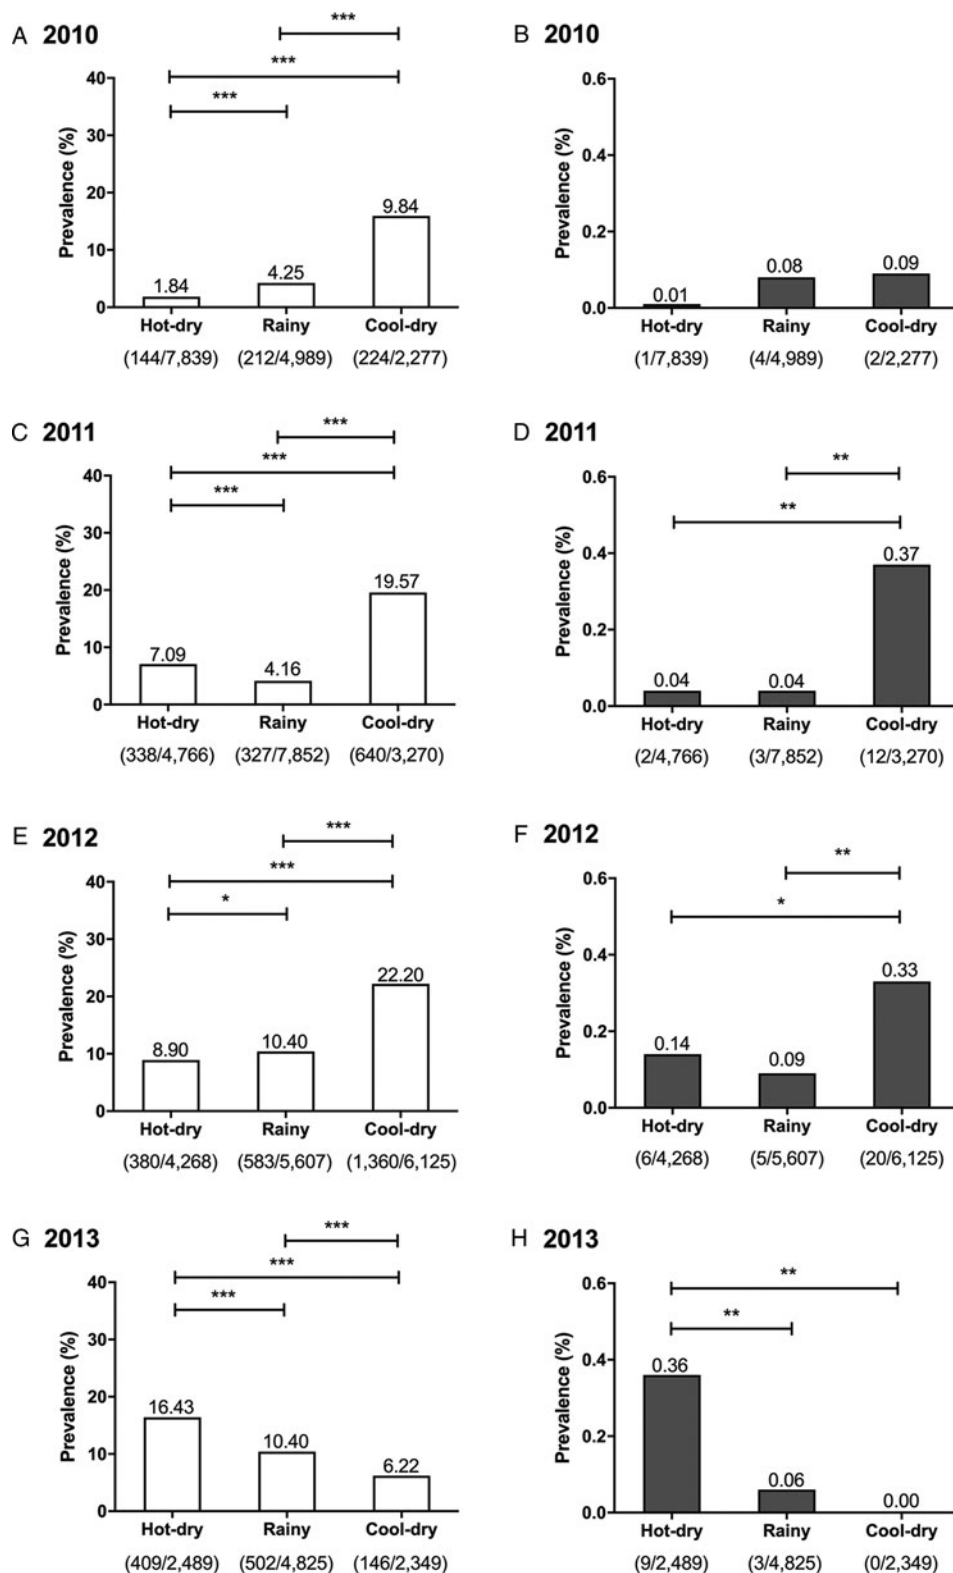 A 2010
***
***
***
Prevalence (%)
40
30
20
10
0
1.84
4.25
9.84
Hot-dry Rainy Cool-dry
(144/7,839) (212/4,989) (224/2,277)
B 2010
Prevalence (%)
0.6
0.4
0.2
0.0
0.01
0.08
0.09
Hot-dry Rainy Cool-dry
(1/7,839) (4/4,989) (2/2,277)
C 2011
***
***
***
Prevalence (%)
40
30
20
10
0
7.09
4.16
19.57
Hot-dry Rainy Cool-dry
(338/4,766) (327/7,852) (640/3,270)
D 2011
**
**
Prevalence (%)
0.6
0.4
0.2
0.0
0.04
0.04
0.37
Hot-dry Rainy Cool-dry
(2/4,766) (3/7,852) (12/3,270)
E 2012
***
***
*
Prevalence (%)
40
30
20
10
0
8.90
10.40
22.20
Hot-dry Rainy Cool-dry
(380/4,268) (583/5,607) (1,360/6,125)
F 2012
**
*
Prevalence (%)
0.6
0.4
0.2
0.0
0.14
0.09
0.33
Hot-dry Rainy Cool-dry
(6/4,268) (5/5,607) (20/6,125)
G 2013
***
***
***
Prevalence (%)
40
30
20
10
0
16.43
10.40
6.22
Hot-dry Rainy Cool-dry
(409/2,489) (502/4,825) (146/2,349)
H 2013
**
**
Prevalence (%)
0.6
0.4
0.2
0.0
0.36
0.06
0.00
Hot-dry Rainy Cool-dry
(9/2,489) (3/4,825) (0/2,349)